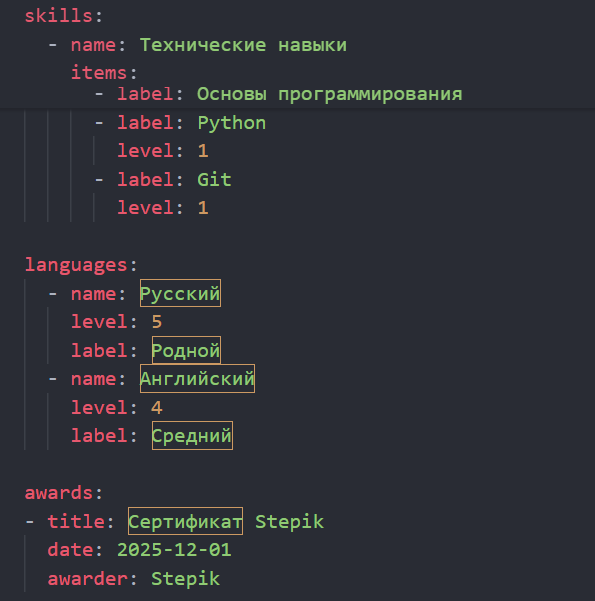 skills:
  - name: Технические навыки
    items:
      - label: Основы программирования
      - label: Python
        level: 1
      - label: Git
        level: 1

languages:
  - name: Русский
    level: 5
    label: Родной
  - name: Английский
    level: 4
    label: Средний

awards:
- title: Сертификат Stepik
  date: 2025-12-01
  awarder: Stepik